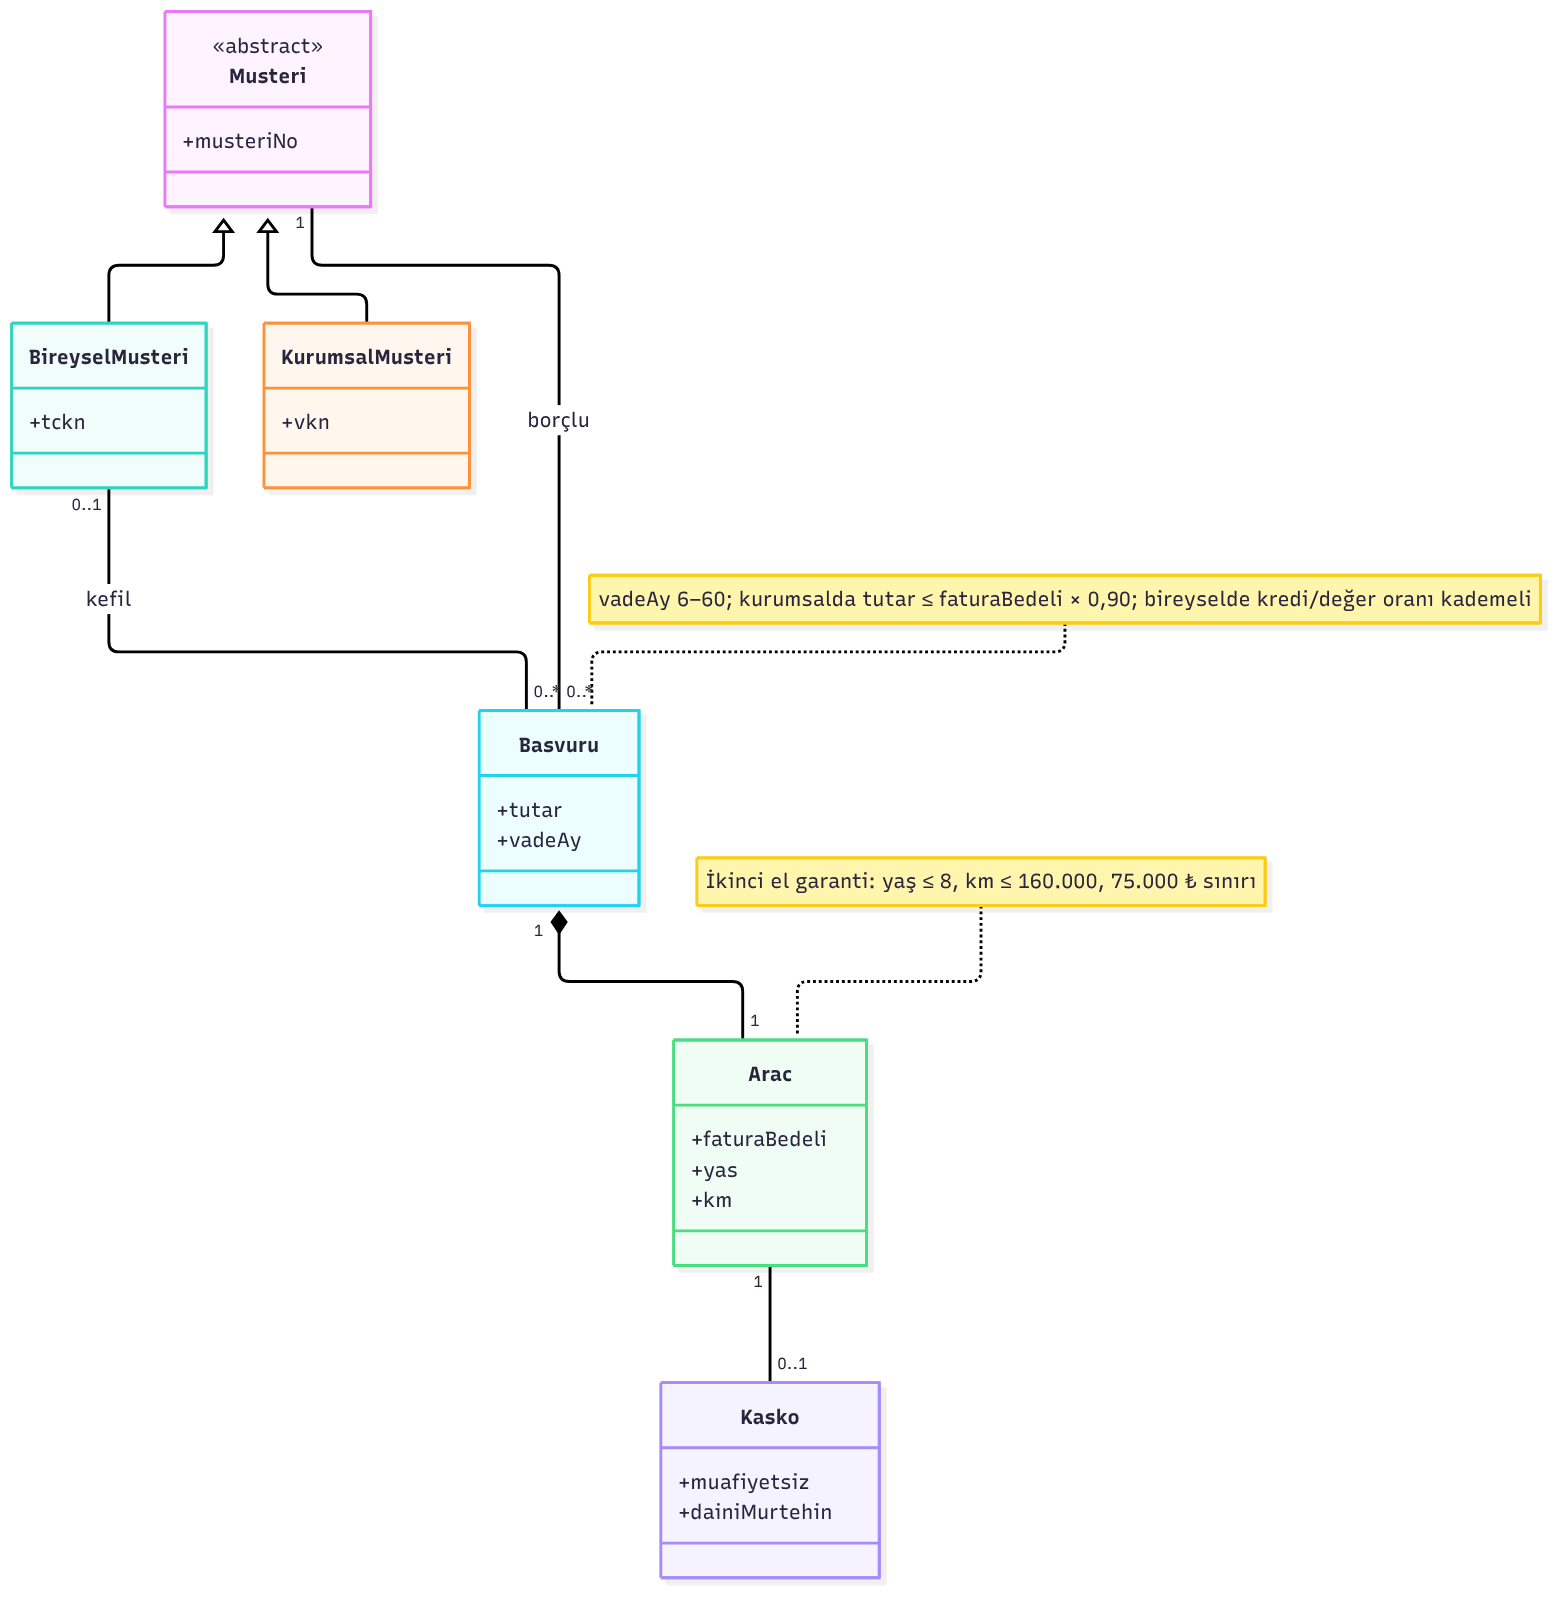 «abstract»
Musteri
+musteriNo
1
BireyselMusteri
+tckn
KurumsalMusteri
+vkn
borçlu
0..1
kefil
vadeAy 6–60; kurumsalda tutar ≤ faturaBedeli × 0,90; bireyselde kredi/değer oranı kademeli
0..*
0..*
Basvuru
+tutar
+vadeAy
İkinci el garanti: yaş ≤ 8, km ≤ 160.000, 75.000 ₺ sınırı
1
1
Arac
+faturaBedeli
+yas
+km
1
0..1
Kasko
+muafiyetsiz
+dainiMurtehin